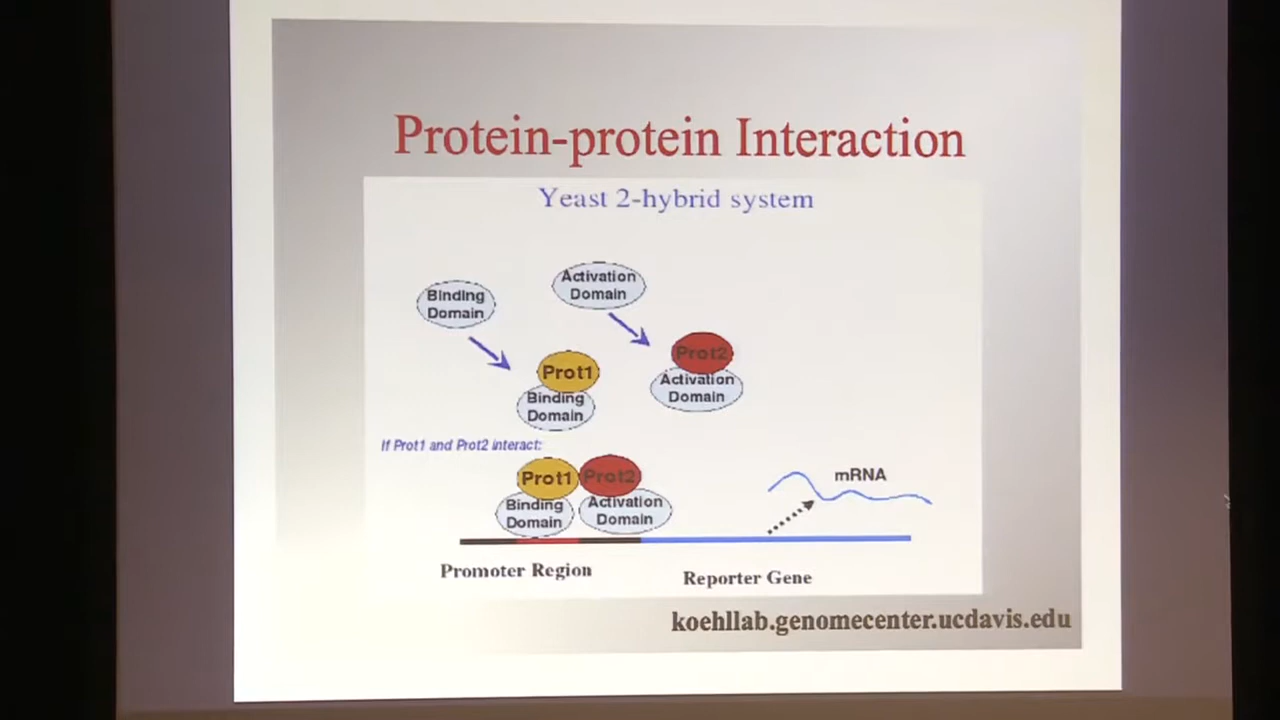 Protein-protein Interaction
Yeast 2-hybrid system
Binding
Domain
Activation
Domain
Prot1
Binding
Domain
Prot2
Activation
Domain
If Prot1 and Prot2 interact:
Prot1
Prot2
Binding
Domain
Activation
Domain
mRNA
Promoter Region
Reporter Gene
koehllab.genomecenter.ucdavis.edu